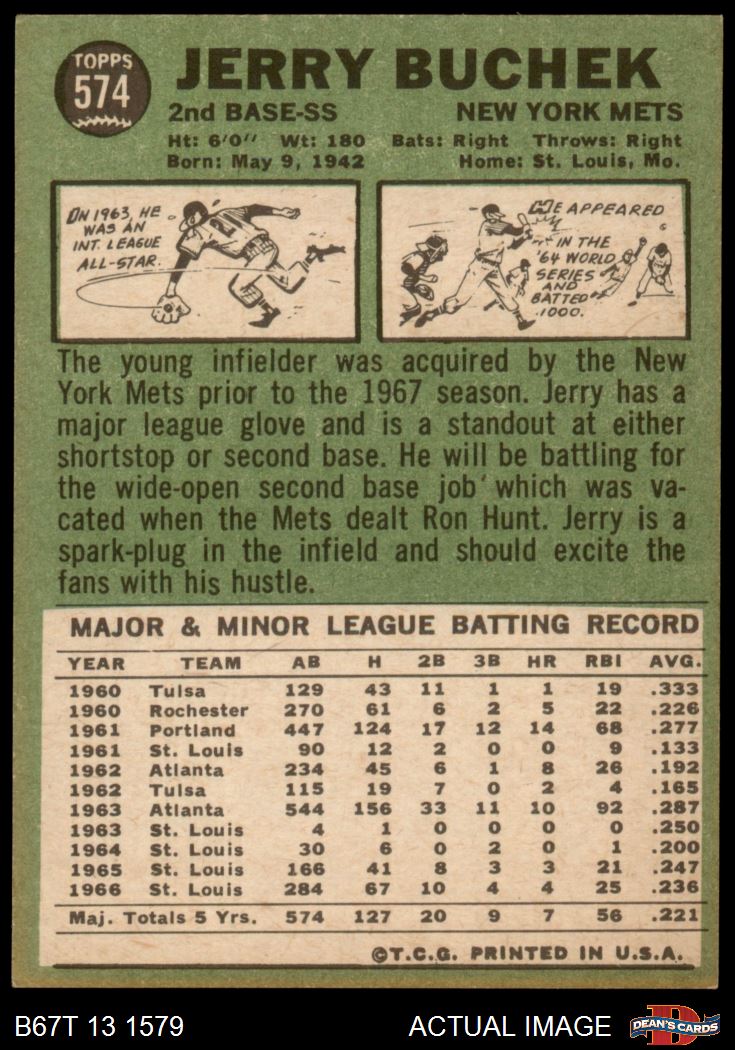 TOPPS
574
JERRY BUCHEK
2nd BASE-SS NEW YORK METS
Ht: 6'0" Wt: 180 Bats: Right Throws: Right
Born: May 9, 1942 Home: St. Louis, Mo.
ON 1963, HE
WAS AN
INT. LEAGUE
ALL-STAR.
HE APPEARED
IN THE
'64 WORLD
SERIES
AND
BATTED
1.000.
The young infielder was acquired by the New
York Mets prior to the 1967 season. Jerry has a
major league glove and is a standout at either
shortstop or second base. He will be battling for
the wide-open second base job which was va-
cated when the Mets dealt Ron Hunt. Jerry is a
spark-plug in the infield and should excite the
fans with his hustle.
MAJOR & MINOR LEAGUE BATTING RECORD
YEAR TEAM AB H 2B 3B HR RBI AVG.
1960 Tulsa 129 43 11 1 1 19 .333
1960 Rochester 270 61 6 2 5 22 .226
1961 Portland 447 124 17 12 14 68 .277
1961 St. Louis 90 12 2 0 0 9 .133
1962 Atlanta 234 45 6 1 8 26 .192
1962 Tulsa 115 19 7 0 2 4 .165
1963 Atlanta 544 156 33 11 10 92 .287
1963 St. Louis 4 1 0 0 0 0 .250
1964 St. Louis 30 6 0 2 0 1 .200
1965 St. Louis 166 41 8 3 3 21 .247
1966 St. Louis 284 67 10 4 4 25 .236
Maj. Totals 5 Yrs. 574 127 20 9 7 56 .221
©T.C.G. PRINTED IN U.S.A.
B67T 13 1579 ACTUAL IMAGE
D
DEAN'S CARDS